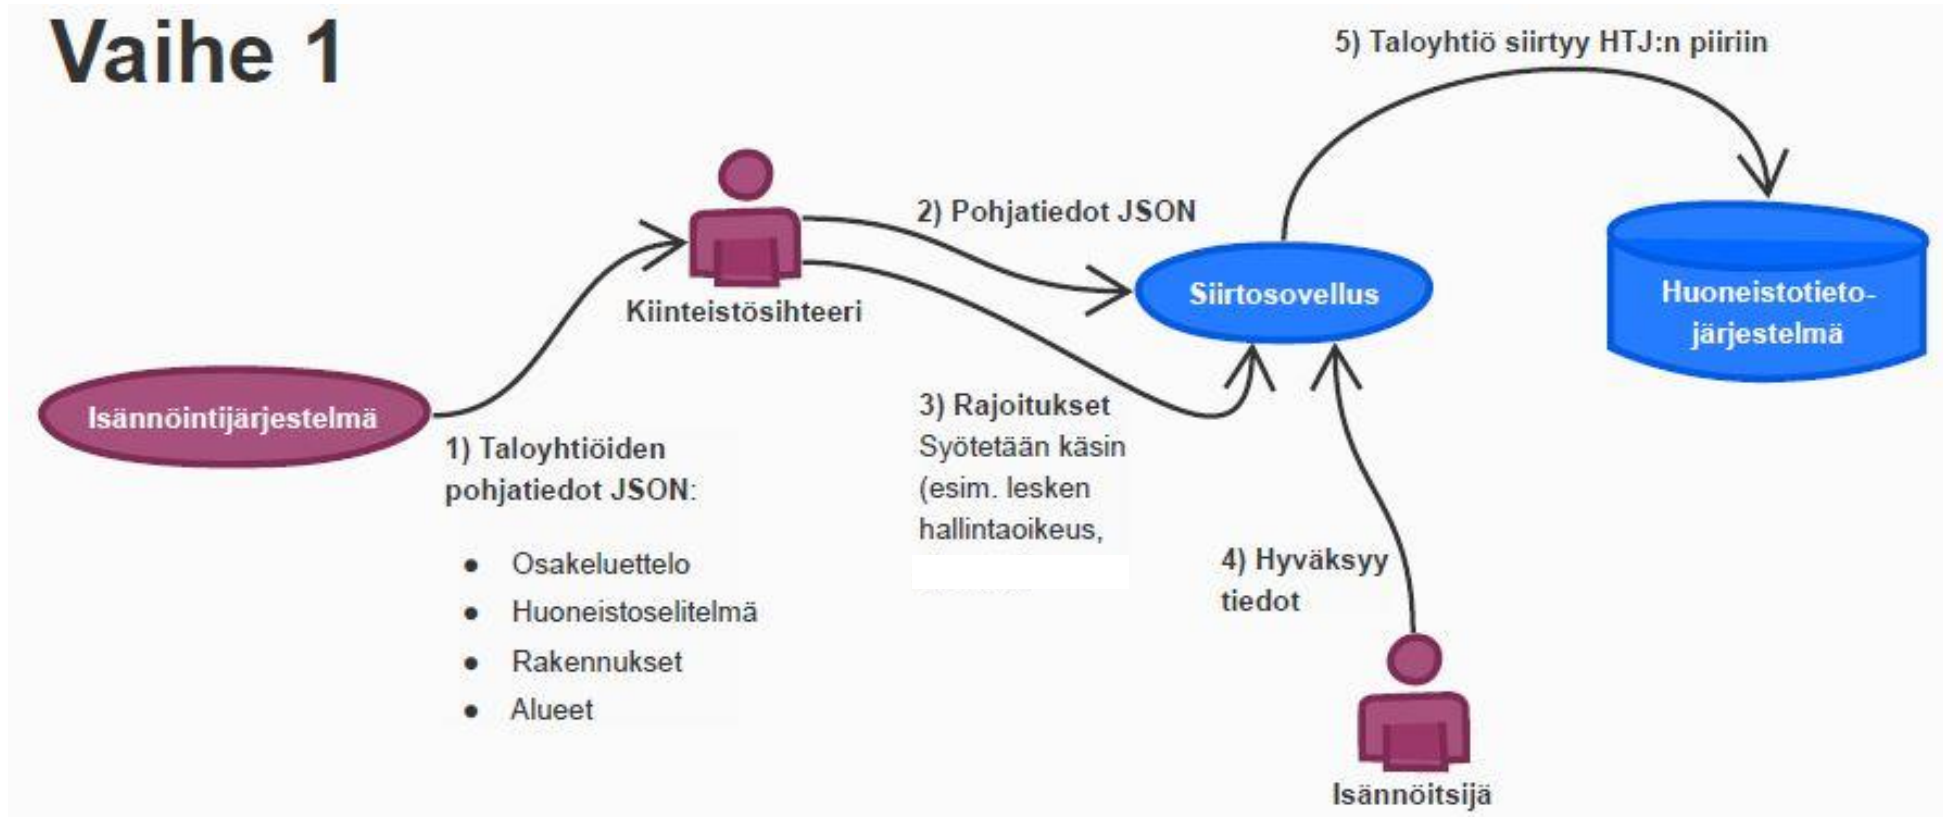 Vaihe 1
5) Taloyhtiö siirtyy HTJ:n piiriin
2) Pohjatiedot JSON
Kiinteistösihteeri
Siirtosovellus
Huoneistotieto-
järjestelmä
Isännöintijärjestelmä
1) Taloyhtiöiden
pohjatiedot JSON:
● Osakeluettelo
● Huoneistoselitelmä
● Rakennukset
● Alueet
3) Rajoitukset
Syötetään käsin
(esim. lesken
hallintaoikeus,
4) Hyväksyy
tiedot
Isännöitsijä